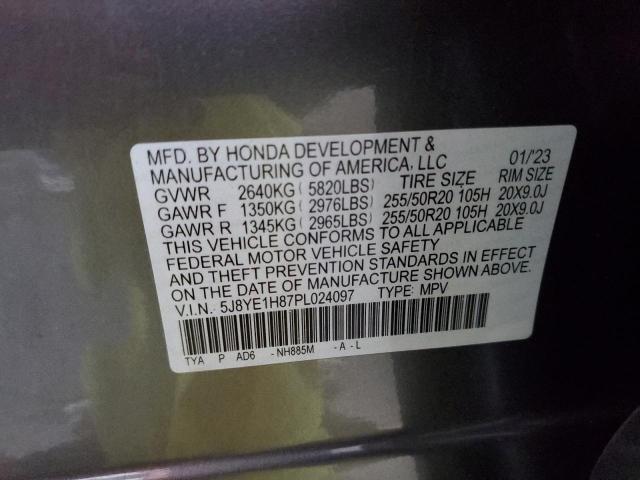 MFD. BY HONDA DEVELOPMENT &
MANUFACTURING OF AMERICA, LLC 01/'23
GVWR 2640KG ( 5820LBS) TIRE SIZE RIM SIZE
GAWR F 1350KG ( 2976LBS) 255/50R20 105H 20X9.0J
GAWR R 1345KG ( 2965LBS) 255/50R20 105H 20X9.0J
THIS VEHICLE CONFORMS TO ALL APPLICABLE
FEDERAL MOTOR VEHICLE SAFETY
AND THEFT PREVENTION STANDARDS IN EFFECT
ON THE DATE OF MANUFACTURE SHOWN ABOVE.
V.I.N. 5J8YE1H87PL024097 TYPE: MPV
TYA P AD6 - NH885M - A - L